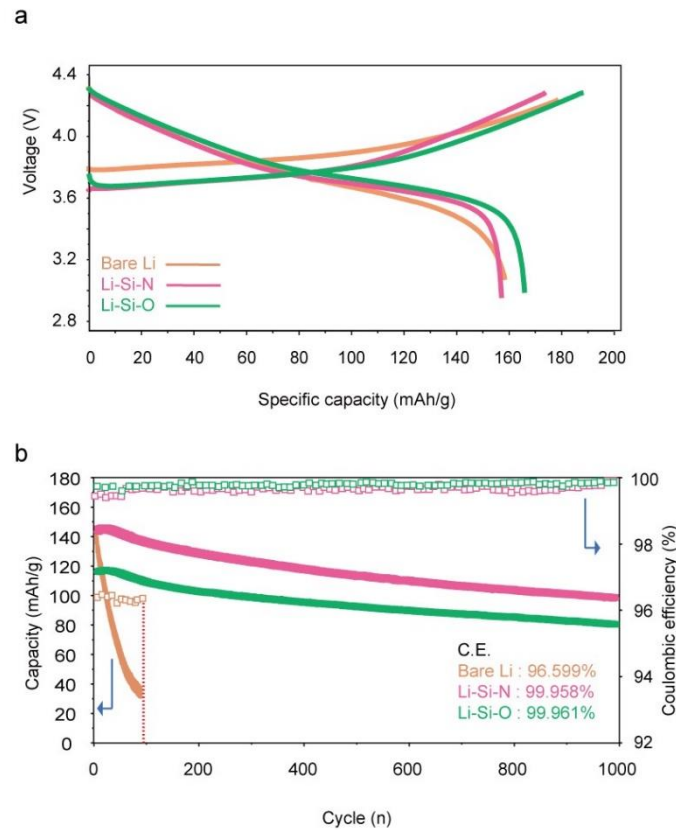 a
4.4
4.0
3.6
3.2
2.8
Voltage (V)
Bare Li
Li-Si-N
Li-Si-O
0 20 40 60 80 100 120 140 160 180 200
Specific capacity (mAh/g)
b
180
160
140
120
100
80
60
40
20
0
Capacity (mAh/g)
100
98
96
94
92
Coulombic efficiency (%)
C.E.
Bare Li : 96.599%
Li-Si-N : 99.958%
Li-Si-O : 99.961%
0 200 400 600 800 1000
Cycle (n)